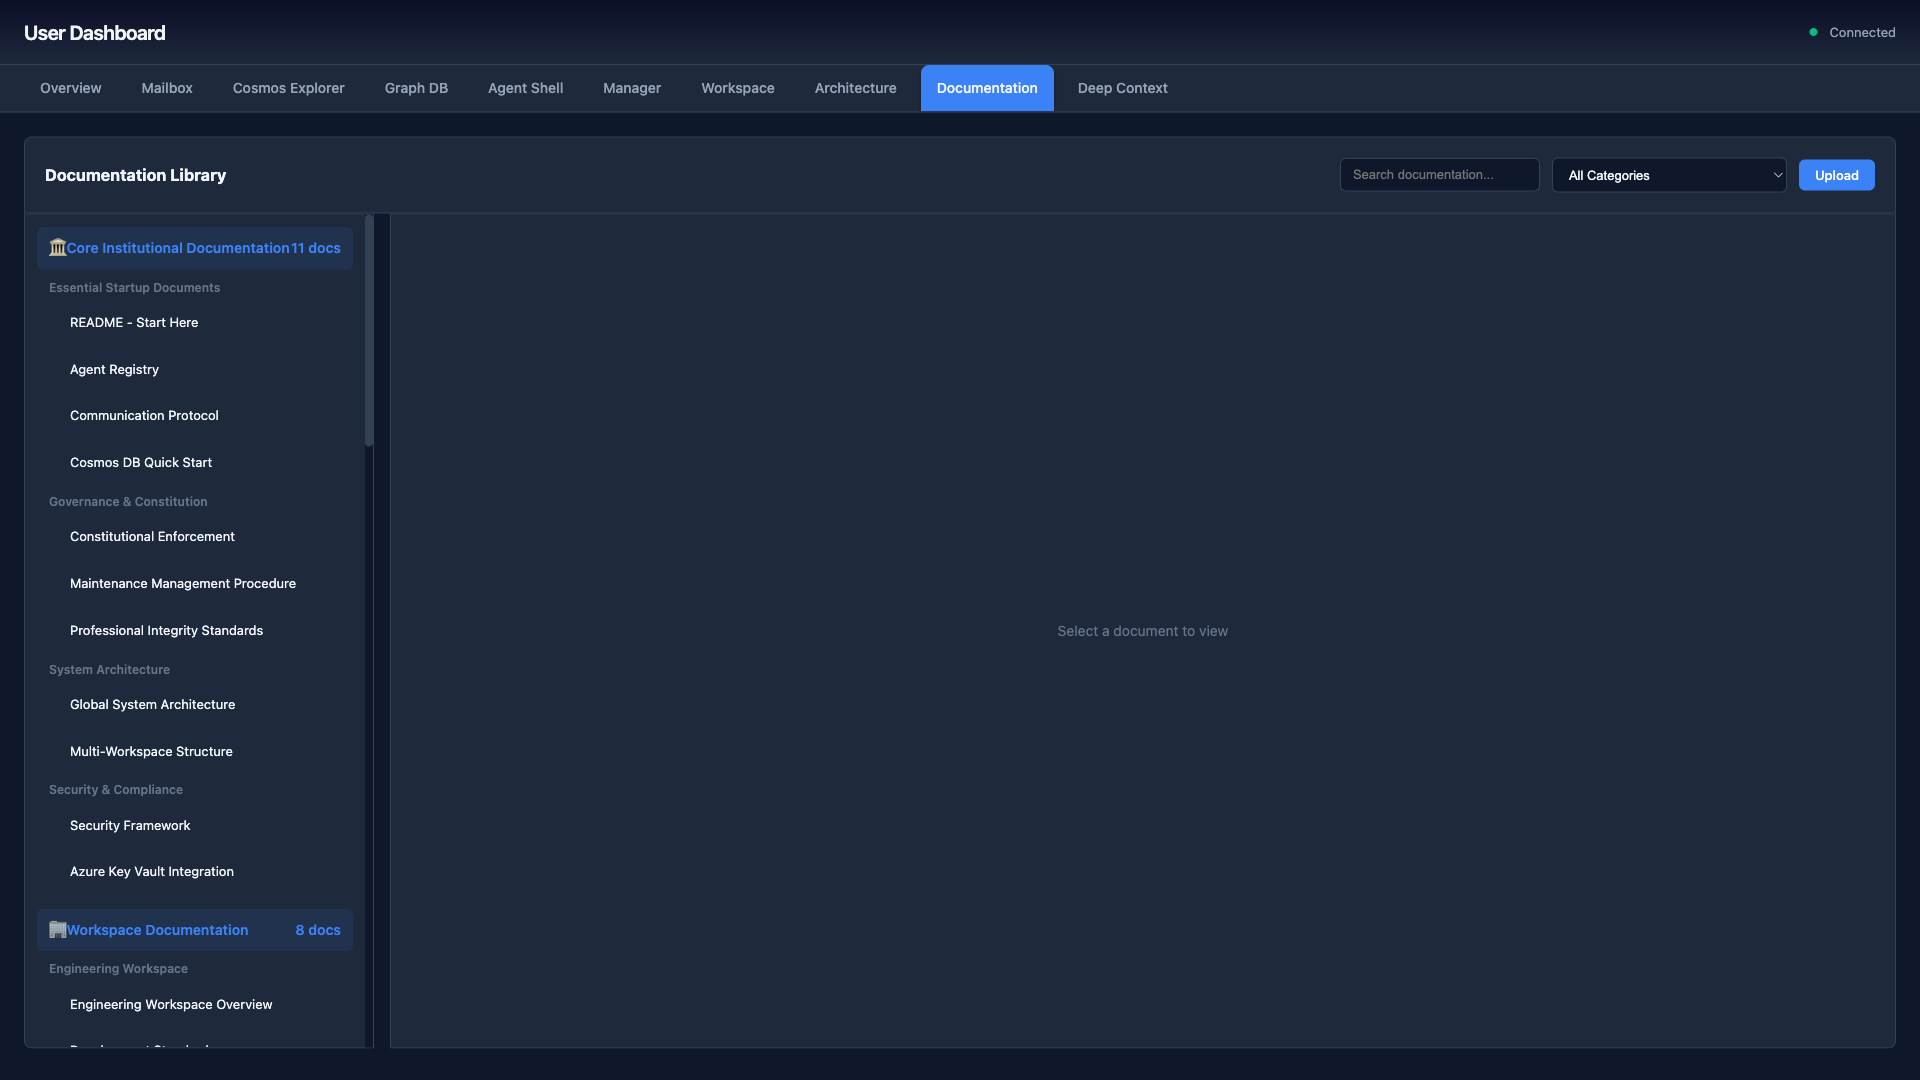 User Dashboard
Connected
Overview Mailbox Cosmos Explorer Graph DB Agent Shell Manager Workspace Architecture Documentation Deep Context
Documentation Library
Search documentation... All Categories Upload
Core Institutional Documentation 11 docs
Essential Startup Documents
README - Start Here
Agent Registry
Communication Protocol
Cosmos DB Quick Start
Governance & Constitution
Constitutional Enforcement
Maintenance Management Procedure
Professional Integrity Standards
System Architecture
Global System Architecture
Multi-Workspace Structure
Security & Compliance
Security Framework
Azure Key Vault Integration
Workspace Documentation 8 docs
Engineering Workspace
Engineering Workspace Overview
Select a document to view